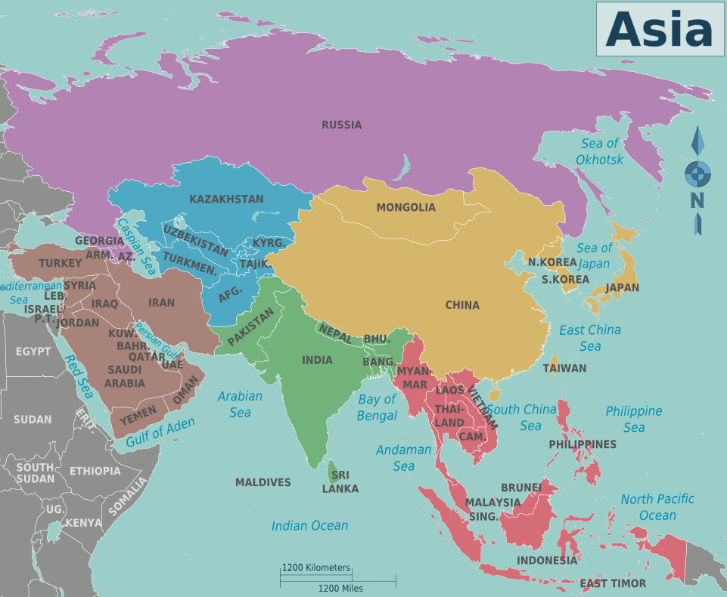 Asia
RUSSIA
Sea of
Okhotsk
N
KAZAKHSTAN
MONGOLIA
UZBEKISTAN
KYRG.
TURKMEN.
TAJIK.
AFG.
Caspian Sea
GEORGIA
ARM.
AZ.
TURKEY
Mediterranean
Sea
SYRIA
LEB.
ISRAEL
P.T.
JORDAN
IRAQ
IRAN
KUW.
BAHR.
QATAR
UAE
Persian Gulf
SAUDI
ARABIA
OMAN
YEMEN
Red Sea
Gulf of Aden
EGYPT
SUDAN
ERIT.
SOUTH
SUDAN
ETHIOPIA
SOMALIA
UG.
KENYA
PAKISTAN
INDIA
NEPAL
BHU.
BANG.
SRI
LANKA
MALDIVES
Arabian
Sea
Bay of
Bengal
Andaman
Sea
Indian Ocean
CHINA
N.KOREA
S.KOREA
Sea of
Japan
JAPAN
East China
Sea
TAIWAN
MYAN-
MAR
LAOS
THAI-
LAND
VIETNAM
CAM.
South China
Sea
Philippine
Sea
PHILIPPINES
BRUNEI
MALAYSIA
SING.
INDONESIA
EAST TIMOR
North Pacific
Ocean
1200 Kilometers
1200 Miles